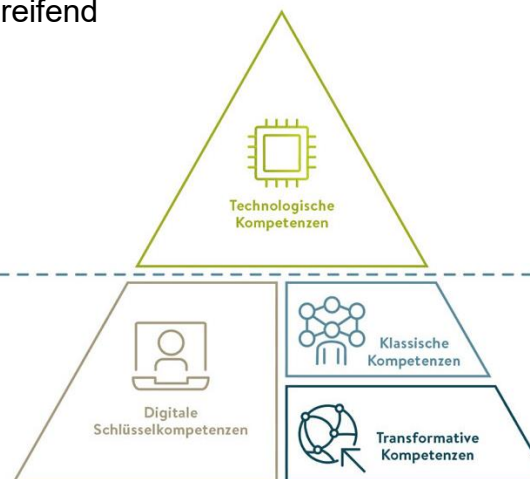 reifend
Technologische
Kompetenzen
Klassische
Kompetenzen
Digitale
Schlüsselkompetenzen
Transformative
Kompetenzen